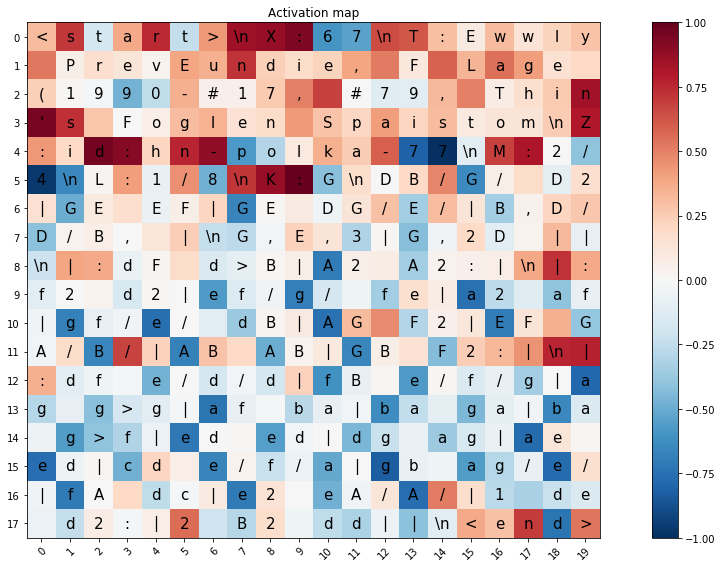 Activation map
0 < s t a r t > \n X : 6 7 \n T : E w w l y
1 P r e v E u n d i e , F L a g e
2 ( 1 9 9 0 - # 1 7 , # 7 9 , T h i n
3 ' s F o g l e n S p a i s t o m \n Z
4 : i d : h n - p o l k a - 7 7 \n M : 2 /
5 4 \n L : 1 / 8 \n K : G \n D B / G / D 2
6 | G E E F | G E D G / E / | B , D /
7 D / B , | \n G , E , 3 | G , 2 D | |
8 \n | : d F d > B | A 2 A 2 : | \n | :
9 f 2 d 2 | e f / g / f e | a 2 a f
10 | g f / e / d B | A G F 2 | E F G
11 A / B / | A B A B | G B F 2 : | \n |
12 : d f e / d / d | f B e / f / g | a
13 g g > g | a f b a | b a g a | b a
14 g > f | e d e d | d g a g | a e
15 e d | c d e / f / a | g b a g / e /
16 | f A d c | e 2 e A / A / | 1 d e
17 d 2 : | 2 B 2 d d | | \n < e n d >
0 1 2 3 4 5 6 7 8 9 10 11 12 13 14 15 16 17 18 19
1.00
0.75
0.50
0.25
0.00
−0.25
−0.50
−0.75
−1.00